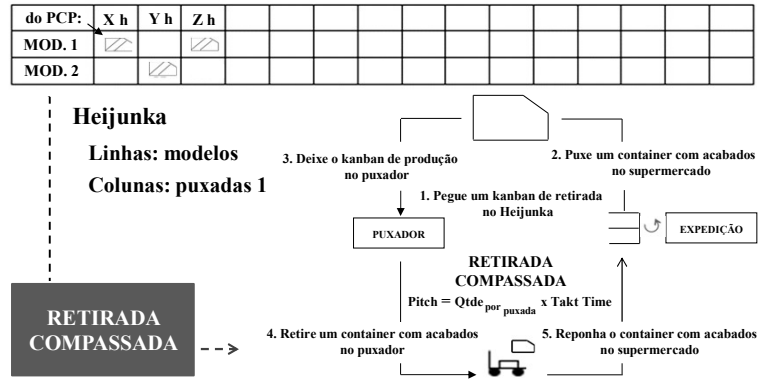 do PCP: X h Y h Z h
MOD. 1
MOD. 2
Heijunka
Linhas: modelos
Colunas: puxadas 1
3. Deixe o kanban de produção
no puxador
2. Puxe um container com acabados
no supermercado
1. Pegue um kanban de retirada
no Heijunka
PUXADOR
EXPEDIÇÃO
RETIRADA
COMPASSADA
Pitch = Qtde por puxada x Takt Time
RETIRADA
COMPASSADA
4. Retire um container com acabados
no puxador
5. Reponha o container com acabados
no supermercado